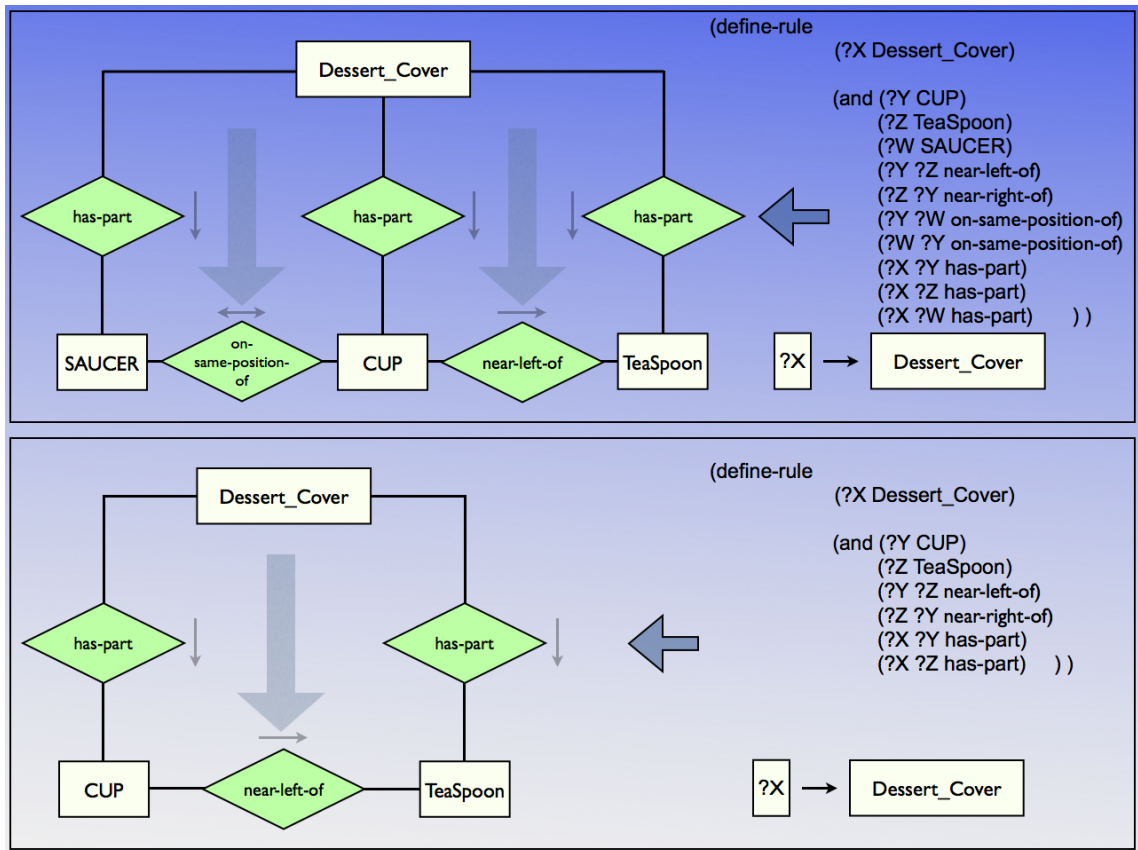 Dessert_Cover
has-part
has-part
has-part
SAUCER
on-
same-position-
of
CUP
near-left-of
TeaSpoon
(define-rule
(?X Dessert_Cover)
(and (?Y CUP)
(?Z TeaSpoon)
(?W SAUCER)
(?Y ?Z near-left-of)
(?Z ?Y near-right-of)
(?Y ?W on-same-position-of)
(?W ?Y on-same-position-of)
(?X ?Y has-part)
(?X ?Z has-part)
(?X ?W has-part) ) )
?X
Dessert_Cover
Dessert_Cover
has-part
has-part
CUP
near-left-of
TeaSpoon
(define-rule
(?X Dessert_Cover)
(and (?Y CUP)
(?Z TeaSpoon)
(?Y ?Z near-left-of)
(?Z ?Y near-right-of)
(?X ?Y has-part)
(?X ?Z has-part) ) )
?X
Dessert_Cover